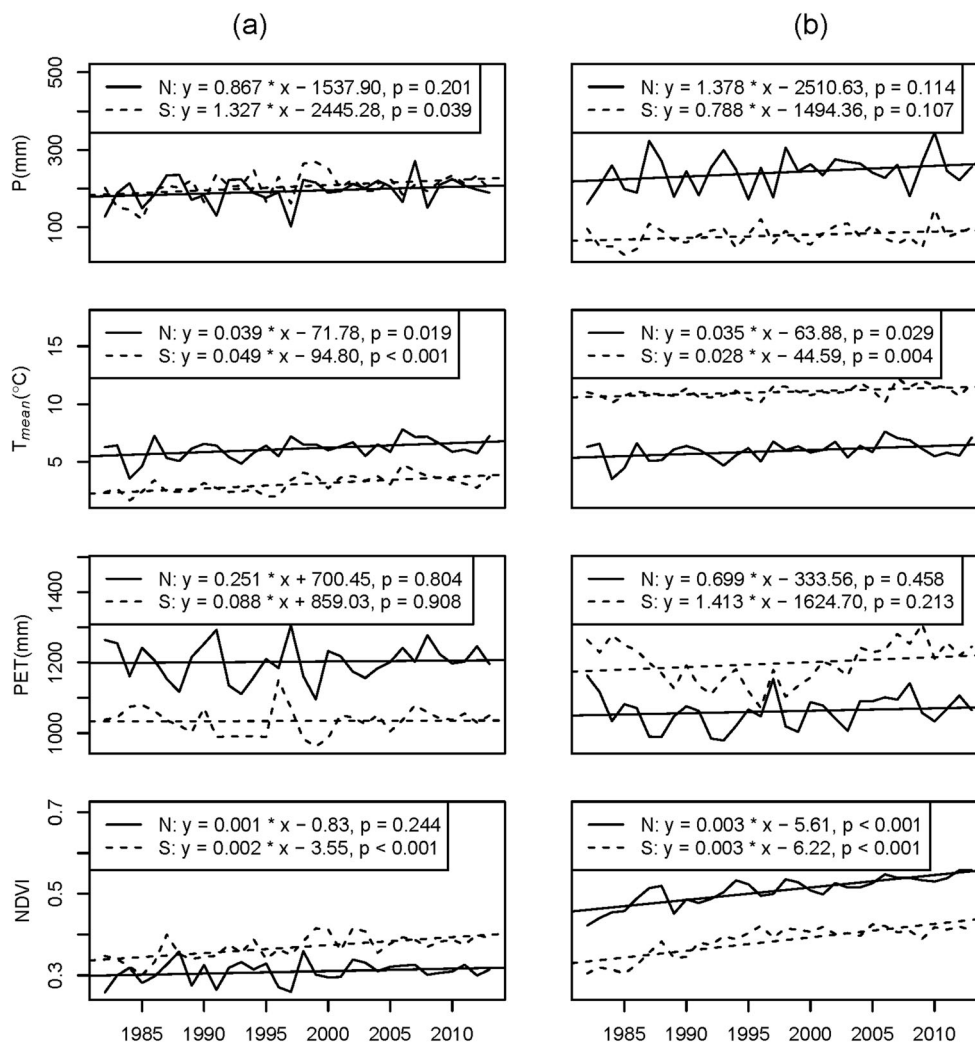 (a) (b)
P(mm)
500
300
100
N: y = 0.867 * x − 1537.90, p = 0.201
S: y = 1.327 * x − 2445.28, p = 0.039
N: y = 1.378 * x − 2510.63, p = 0.114
S: y = 0.788 * x − 1494.36, p = 0.107
Tmean(°C)
15
10
5
N: y = 0.039 * x − 71.78, p = 0.019
S: y = 0.049 * x − 94.80, p < 0.001
N: y = 0.035 * x − 63.88, p = 0.029
S: y = 0.028 * x − 44.59, p = 0.004
PET(mm)
1400
1200
1000
N: y = 0.251 * x + 700.45, p = 0.804
S: y = 0.088 * x + 859.03, p = 0.908
N: y = 0.699 * x − 333.56, p = 0.458
S: y = 1.413 * x − 1624.70, p = 0.213
NDVI
0.7
0.5
0.3
N: y = 0.001 * x − 0.83, p = 0.244
S: y = 0.002 * x − 3.55, p < 0.001
N: y = 0.003 * x − 5.61, p < 0.001
S: y = 0.003 * x − 6.22, p < 0.001
1985 1990 1995 2000 2005 2010
1985 1990 1995 2000 2005 2010